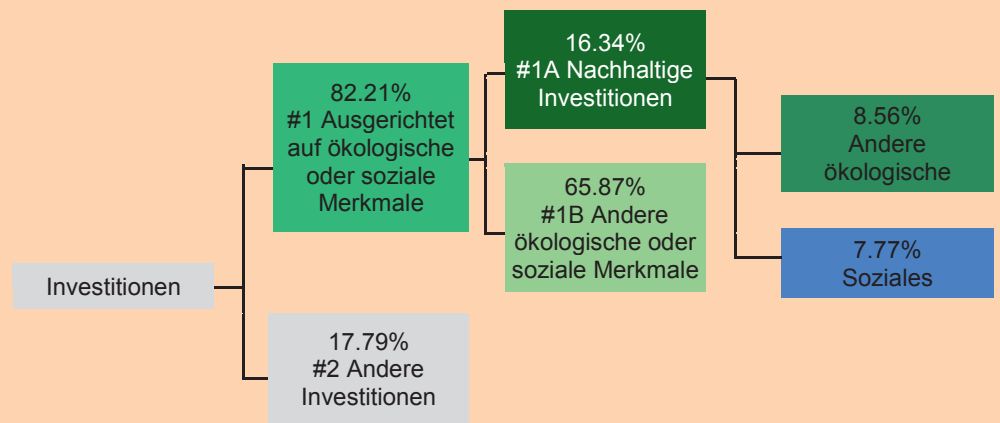 Investitionen
82.21%
#1 Ausgerichtet
auf ökologische
oder soziale
Merkmale
17.79%
#2 Andere
Investitionen
16.34%
#1A Nachhaltige
Investitionen
65.87%
#1B Andere
ökologische oder
soziale Merkmale
8.56%
Andere
ökologische
7.77%
Soziales